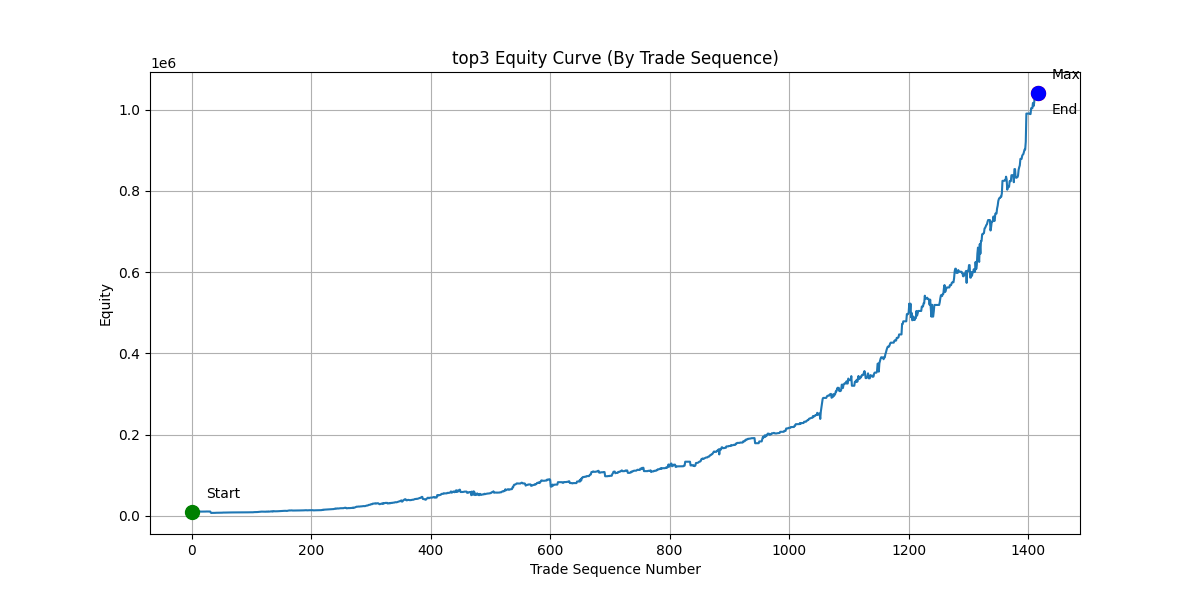 top3 Equity Curve (By Trade Sequence)
1e6
Max
End
1.0
0.8
0.6
0.4
0.2
0.0
Equity
Start
0 200 400 600 800 1000 1200 1400
Trade Sequence Number